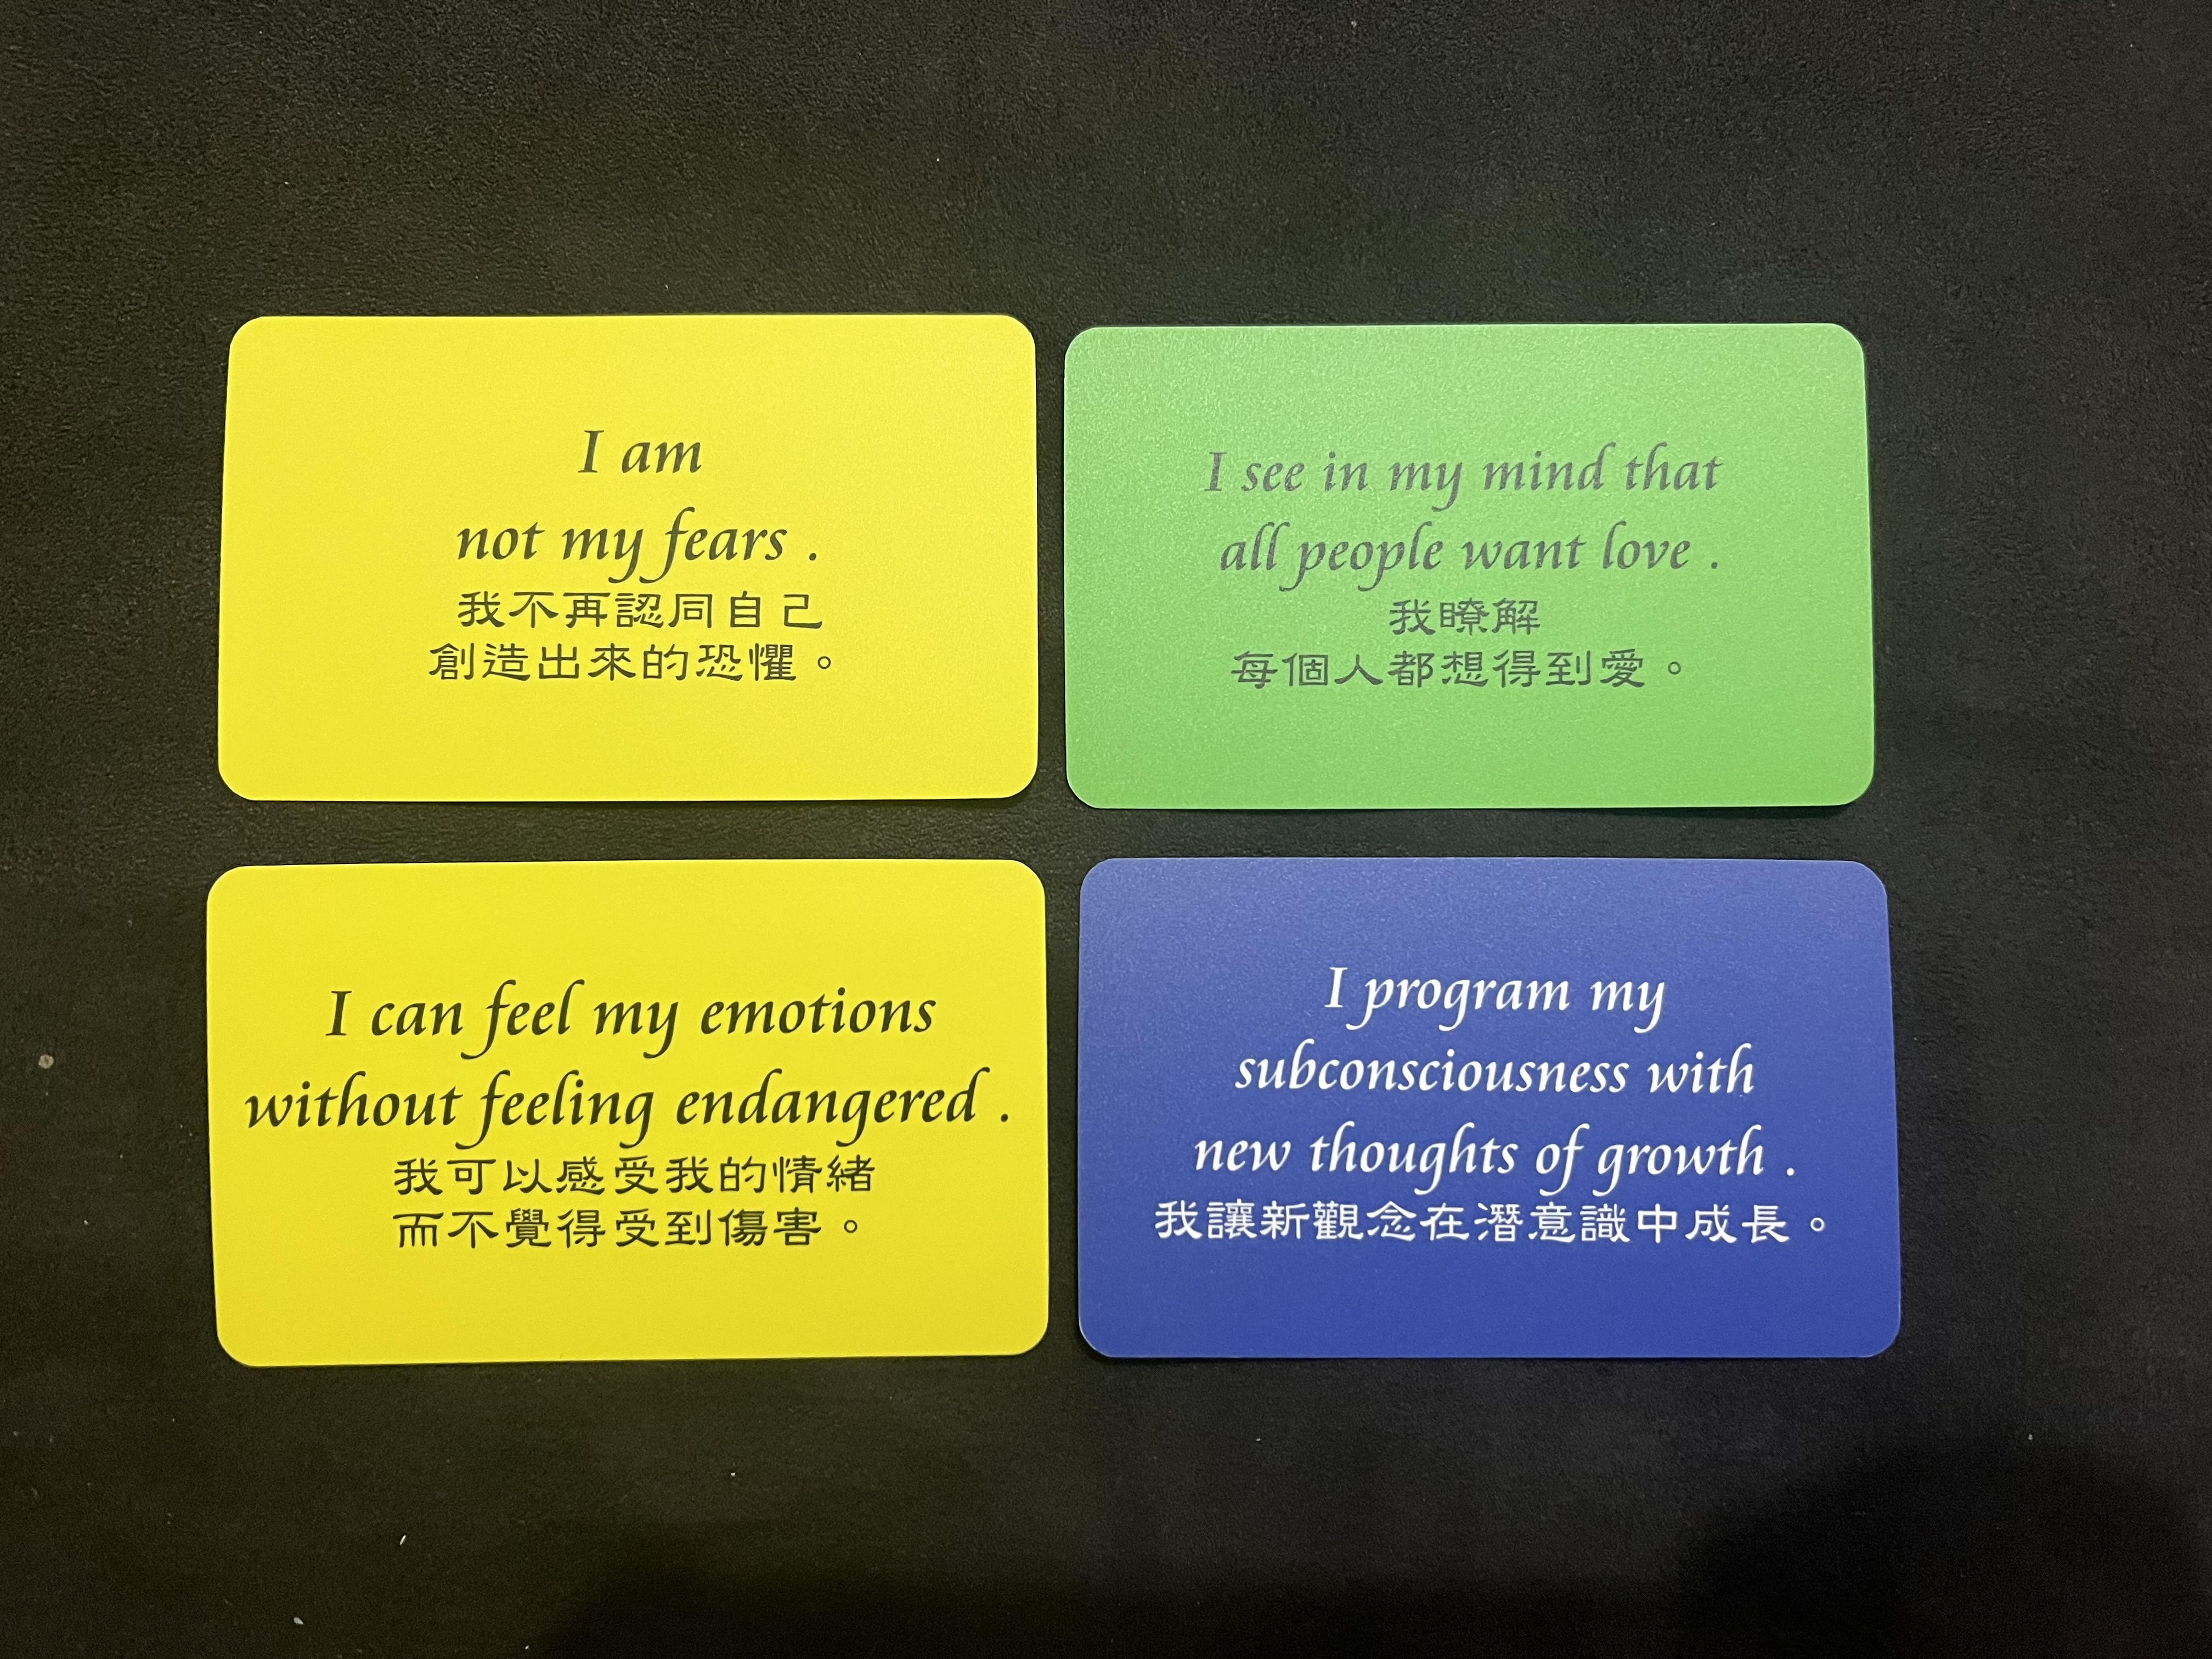 I am
not my fears .
我不再認同自己
創造出來的恐懼。
I see in my mind that
all people want love .
我瞭解
每個人都想得到愛。
I can feel my emotions
without feeling endangered .
我可以感受我的情緒
而不覺得受到傷害。
I program my
subconsciousness with
new thoughts of growth .
我讓新觀念在潛意識中成長。